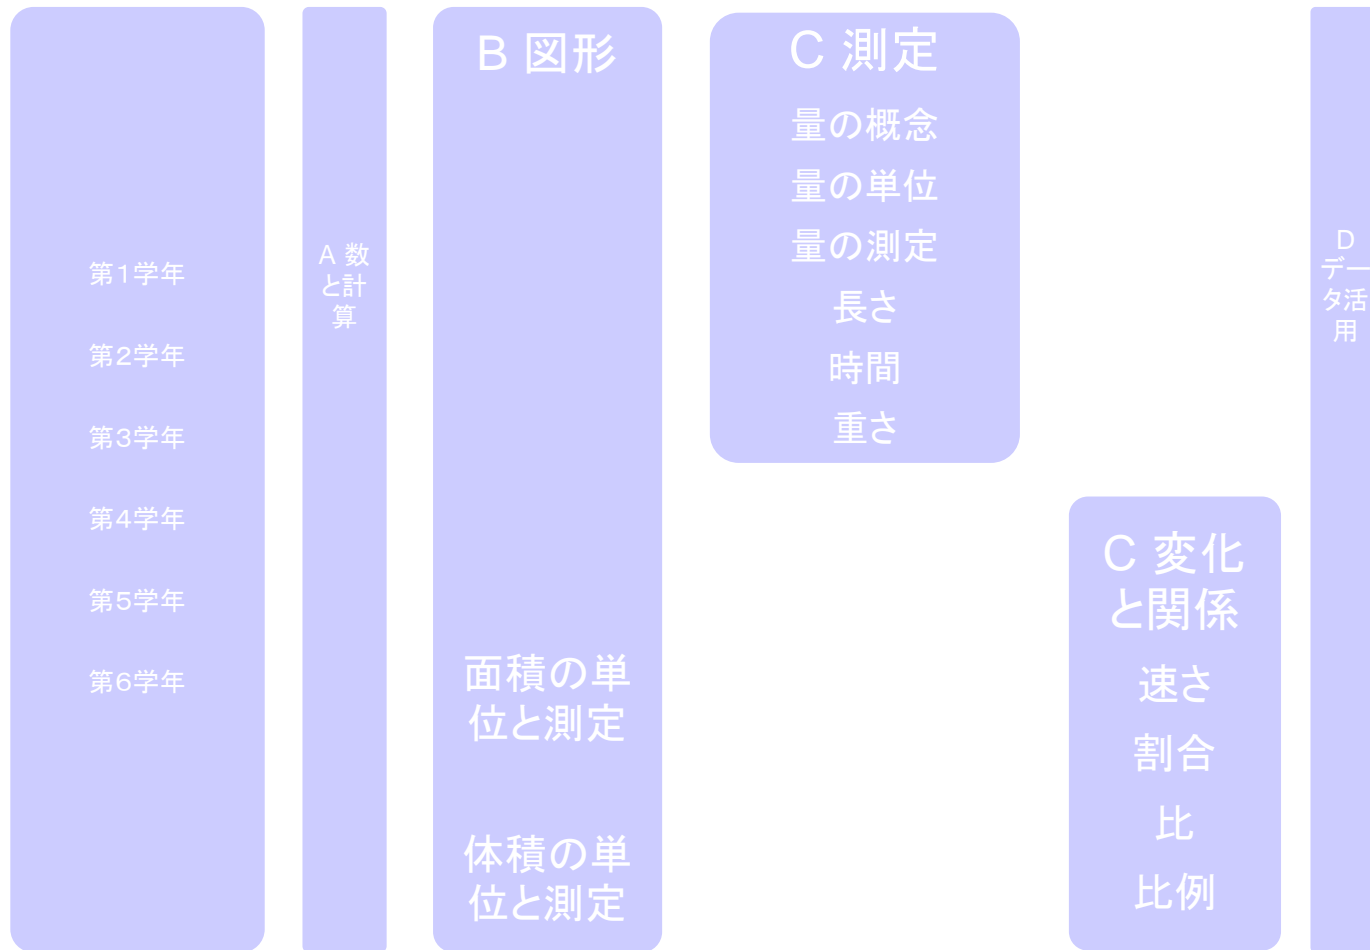 第1学年
第2学年
第3学年
第4学年
第5学年
第6学年
A 数
と計
算
B 図形
面積の単
位と測定
体積の単
位と測定
C 測定
量の概念
量の単位
量の測定
長さ
時間
重さ
C 変化
と関係
速さ
割合
比
比例
D
デー
タ活
用